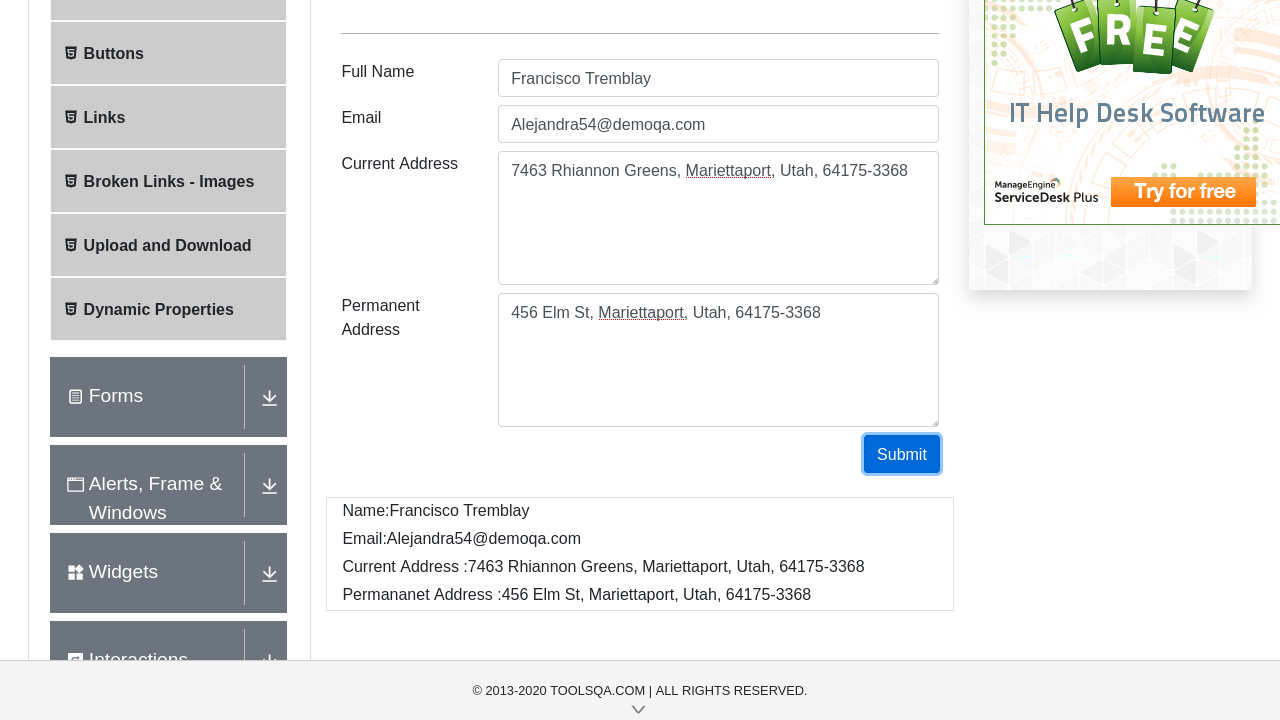 Buttons
Links
Broken Links - Images
Upload and Download
Dynamic Properties
Forms
Alerts, Frame &
Windows
Widgets
Interactions
Full Name
Francisco Tremblay
Email
Alejandra54@demoqa.com
Current Address
7463 Rhiannon Greens, Mariettaport, Utah, 64175-3368
Permanent
Address
456 Elm St, Mariettaport, Utah, 64175-3368
Submit
Name:Francisco Tremblay
Email:Alejandra54@demoqa.com
Current Address :7463 Rhiannon Greens, Mariettaport, Utah, 64175-3368
Permananet Address :456 Elm St, Mariettaport, Utah, 64175-3368
FREE
IT Help Desk Software
ManageEngine
ServiceDesk Plus
Try for free
© 2013-2020 TOOLSQA.COM | ALL RIGHTS RESERVED.